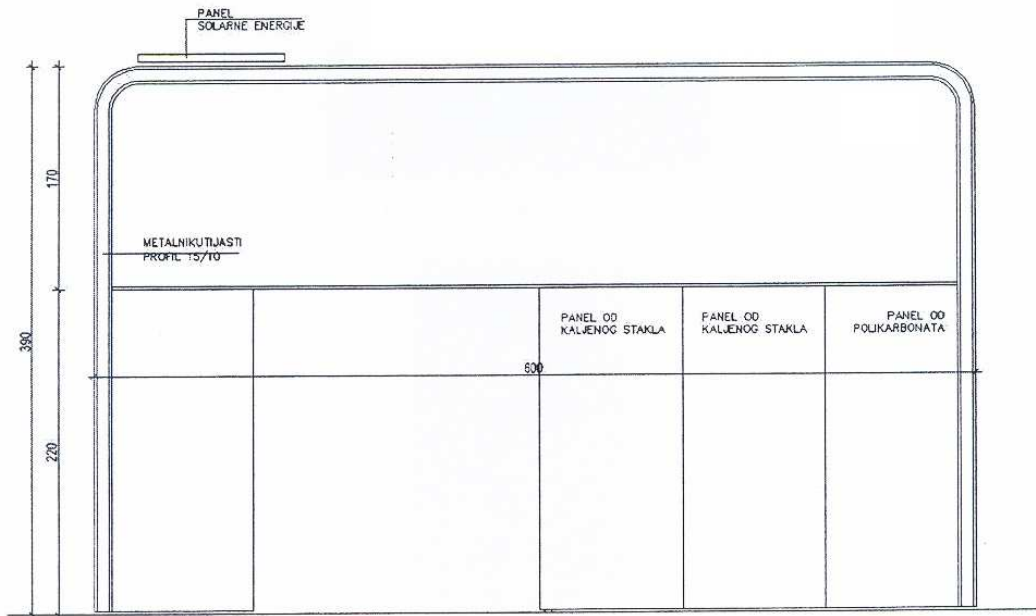 PANEL
SOLARNE ENERGIJE
170
METALNIKUTIJASTI
PROFIL 15/10
390
PANEL OD
KALJENOG STAKLA
PANEL OD
KALJENOG STAKLA
PANEL OD
POLIKARBONATA
600
220